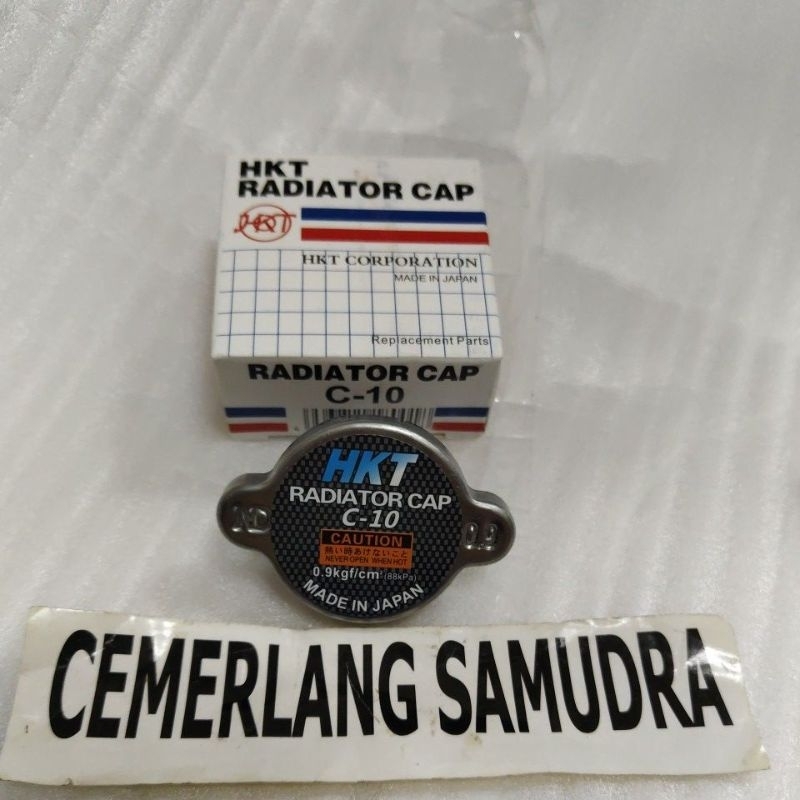 HKT
RADIATOR CAP
HKT
HKT CORPORATION
MADE IN JAPAN
Replacement Parts
RADIATOR CAP
C-10
HKT
RADIATOR CAP
C-10
CAUTION
熱い時あけないこと
NEVER OPEN WHEN HOT
0.9kgf/cm² (88kPa)
MADE IN JAPAN
0.9
CEMERLANG SAMUDRA